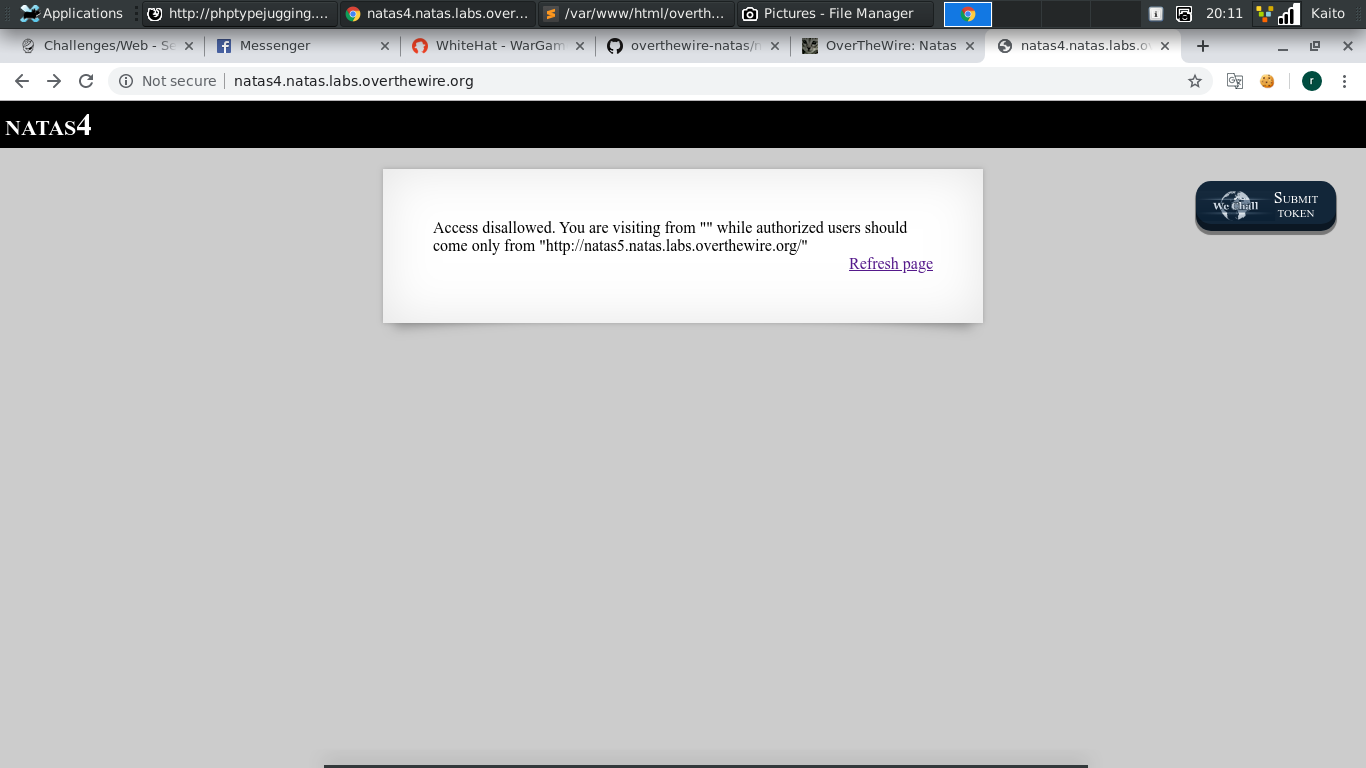 Applications http://phptypejugging.... natas4.natas.labs.over... /var/www/html/overth... Pictures - File Manager 20:11 Kaito
Challenges/Web - Se Messenger WhiteHat - WarGam overthewire-natas/n OverTheWire: Natas natas4.natas.labs.ov
Not secure natas4.natas.labs.overthewire.org r
NATAS4
We Chall SUBMIT TOKEN
Access disallowed. You are visiting from "" while authorized users should
come only from "http://natas5.natas.labs.overthewire.org/"
Refresh page